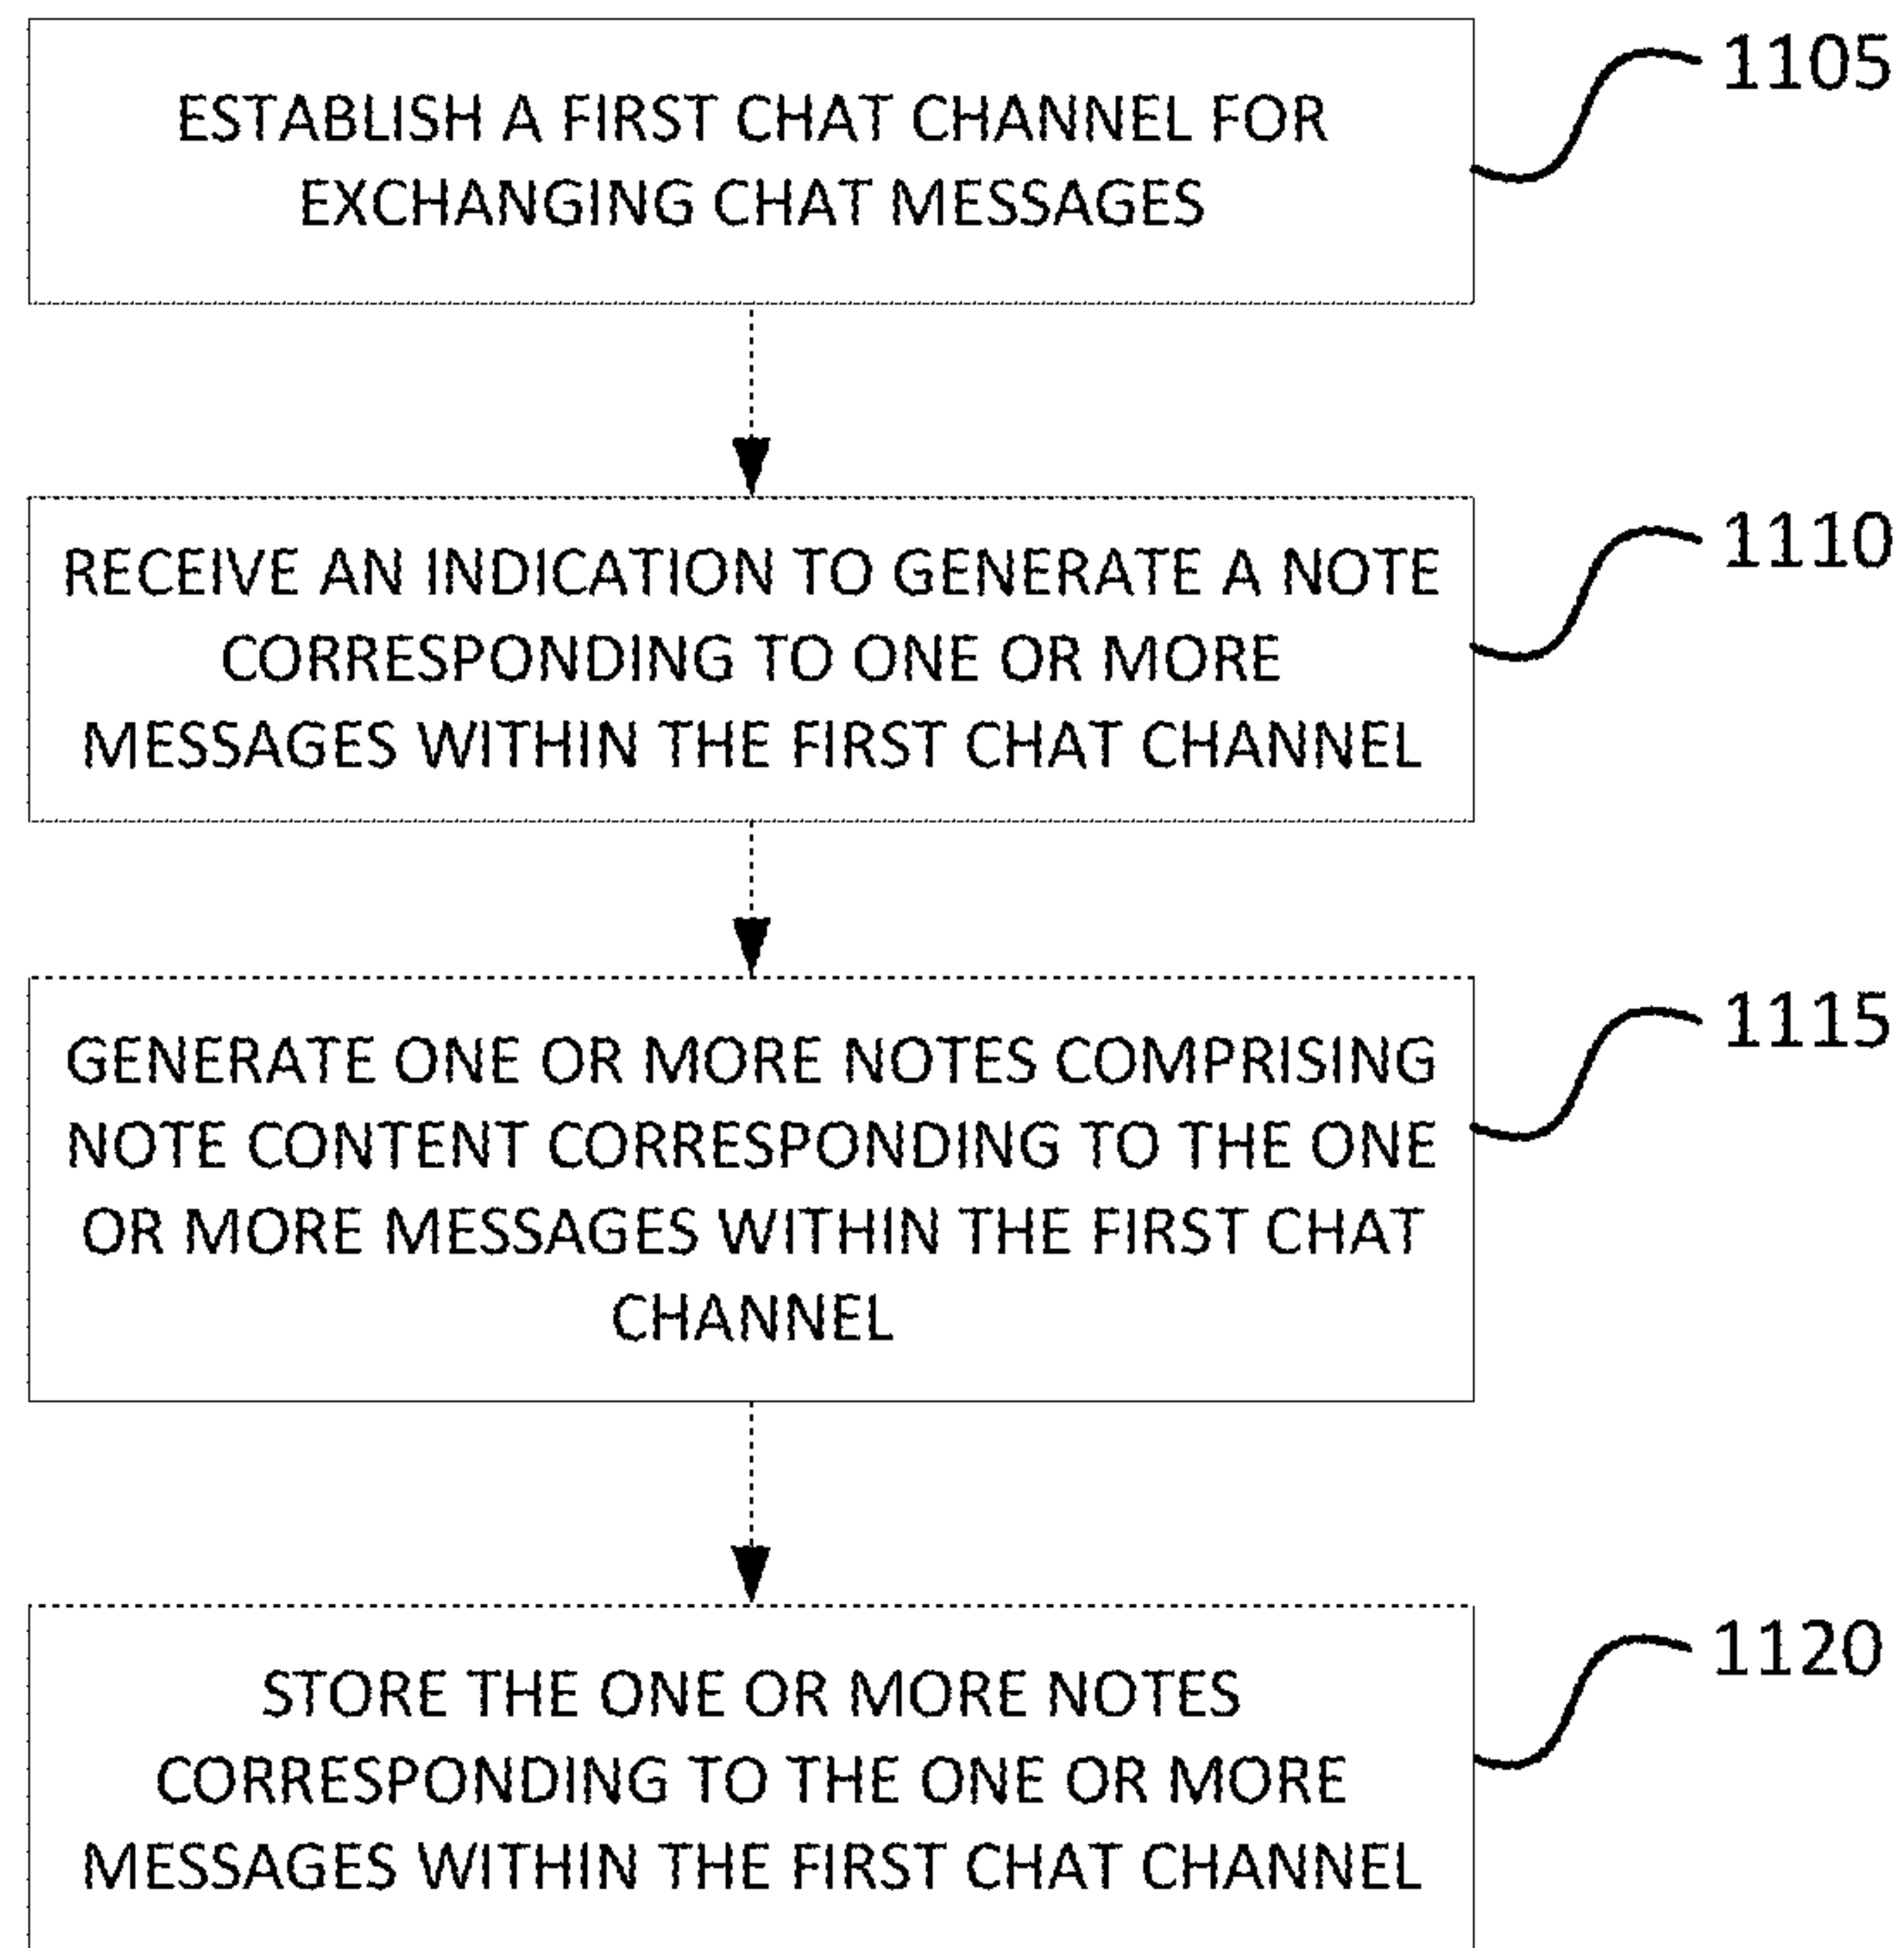 ESTABLISH A FIRST CHAT CHANNEL FOR
EXCHANGING CHAT MESSAGES
1105
RECEIVE AN INDICATION TO GENERATE A NOTE
CORRESPONDING TO ONE OR MORE
MESSAGES WITHIN THE FIRST CHAT CHANNEL
1110
GENERATE ONE OR MORE NOTES COMPRISING
NOTE CONTENT CORRESPONDING TO THE ONE
OR MORE MESSAGES WITHIN THE FIRST CHAT
CHANNEL
1115
STORE THE ONE OR MORE NOTES
CORRESPONDING TO THE ONE OR MORE
MESSAGES WITHIN THE FIRST CHAT CHANNEL
1120